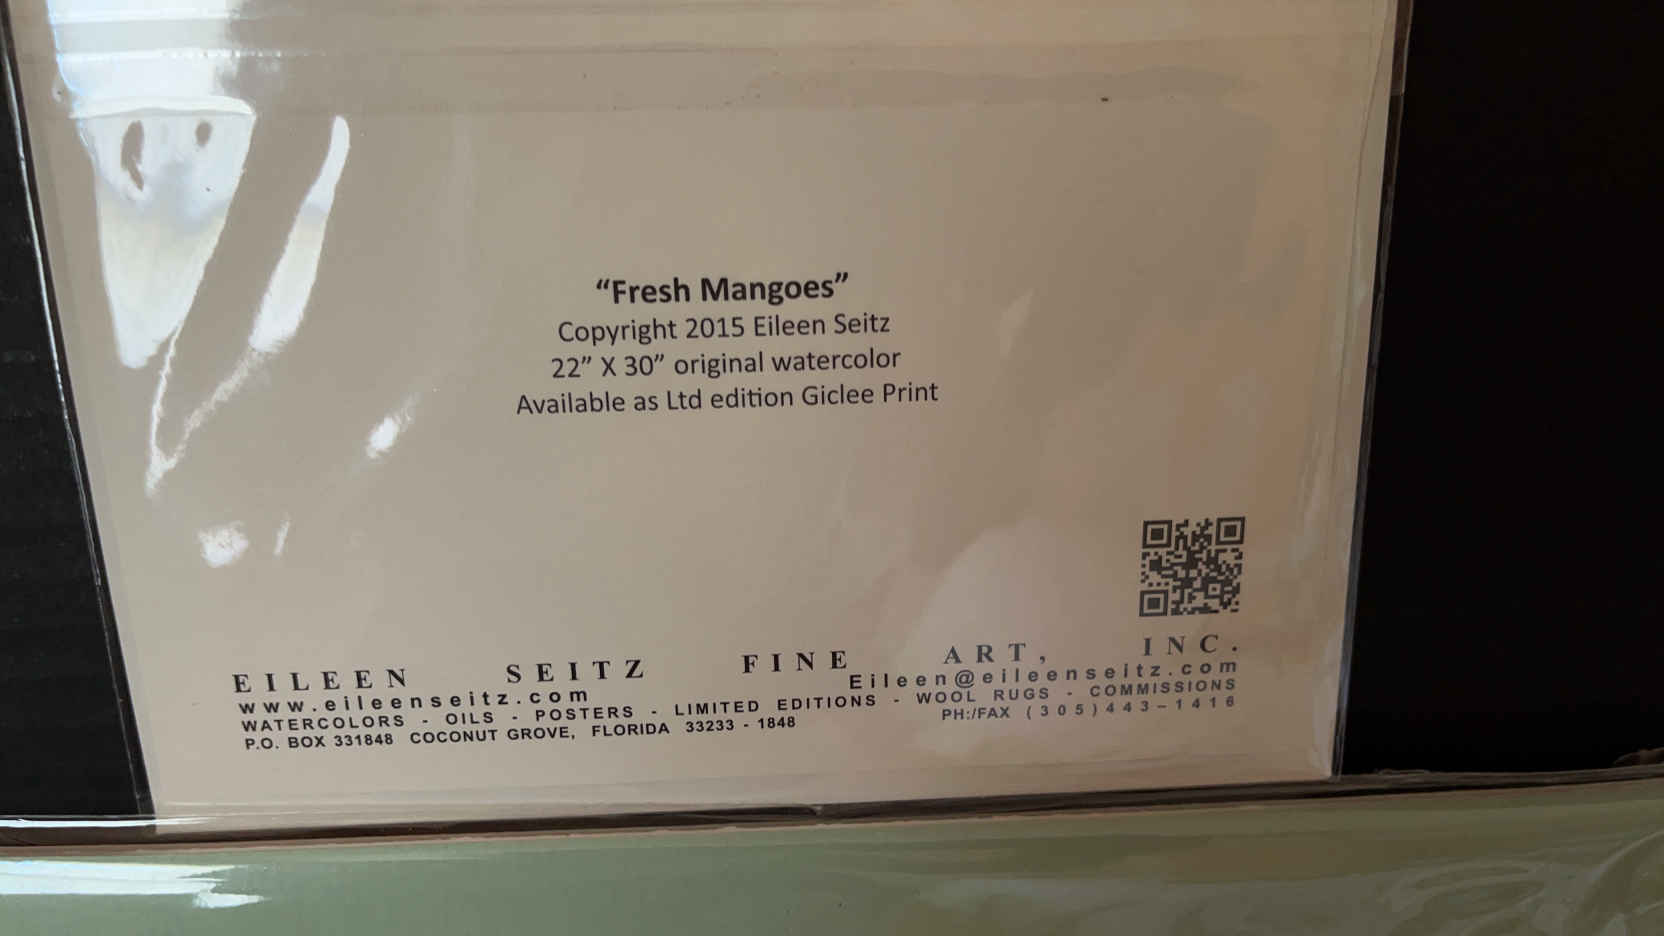 “Fresh Mangoes”
Copyright 2015 Eileen Seitz
22” X 30” original watercolor
Available as Ltd edition Giclee Print
EILEEN SEITZ FINE ART, INC.
www.eileenseitz.com Eileen@eileenseitz.com
WATERCOLORS - OILS - POSTERS - LIMITED EDITIONS - WOOL RUGS - COMMISSIONS
P.O. BOX 331848 COCONUT GROVE, FLORIDA 33233 - 1848 PH:/FAX (305)443-1416